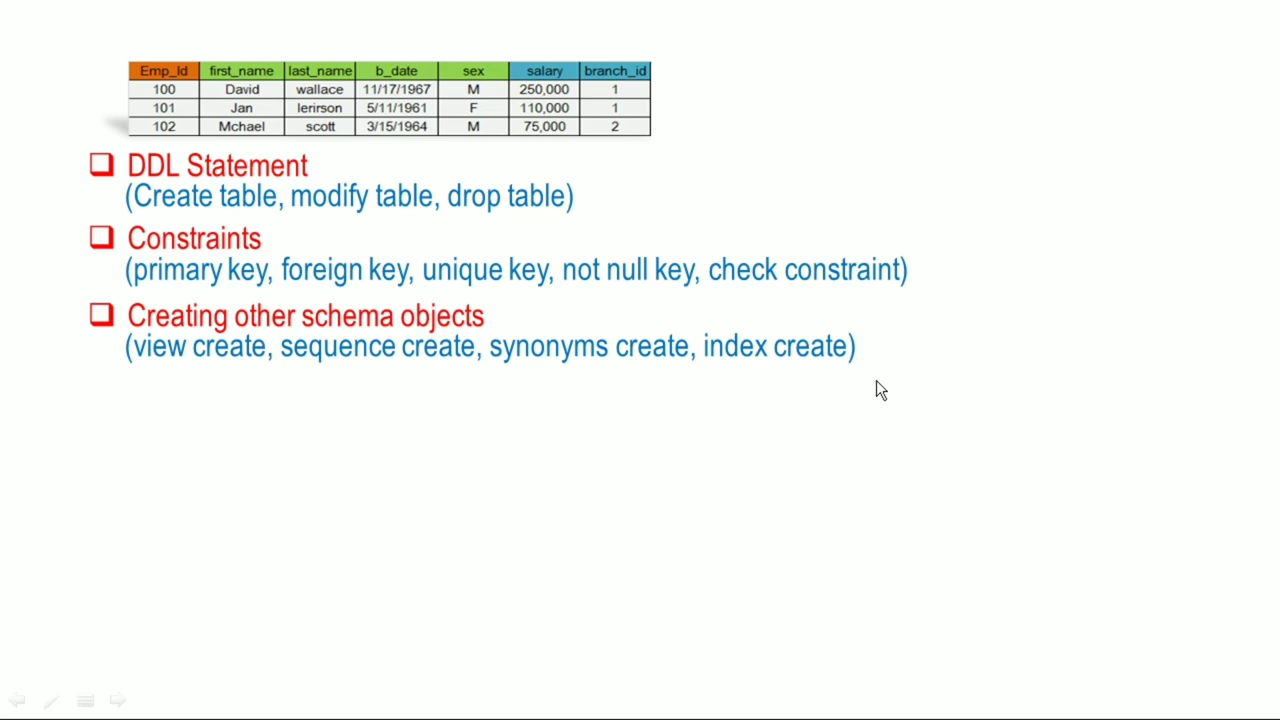 Emp_Id first_name last_name b_date sex salary branch_id
100 David wallace 11/17/1967 M 250,000 1
101 Jan lerirson 5/11/1961 F 110,000 1
102 Mchael scott 3/15/1964 M 75,000 2
DDL Statement
(Create table, modify table, drop table)
Constraints
(primary key, foreign key, unique key, not null key, check constraint)
Creating other schema objects
(view create, sequence create, synonyms create, index create)